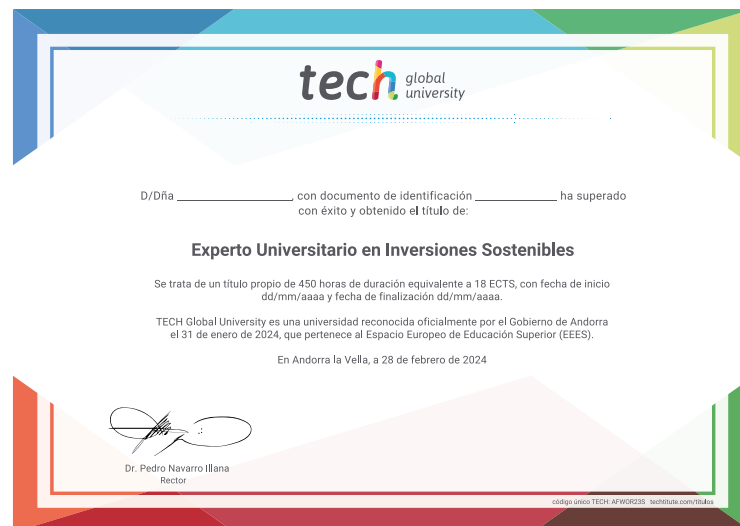 tech global university
D/Dña ___________________, con documento de identificación _____________ ha superado
con éxito y obtenido el título de:
Experto Universitario en Inversiones Sostenibles
Se trata de un título propio de 450 horas de duración equivalente a 18 ECTS, con fecha de inicio
dd/mm/aaaa y fecha de finalización dd/mm/aaaa.
TECH Global University es una universidad reconocida oficialmente por el Gobierno de Andorra
el 31 de enero de 2024, que pertenece al Espacio Europeo de Educación Superior (EEES).
En Andorra la Vella, a 28 de febrero de 2024
Dr. Pedro Navarro Illana
Rector
código único TECH: AFWOR23S techtitute.com/titulos